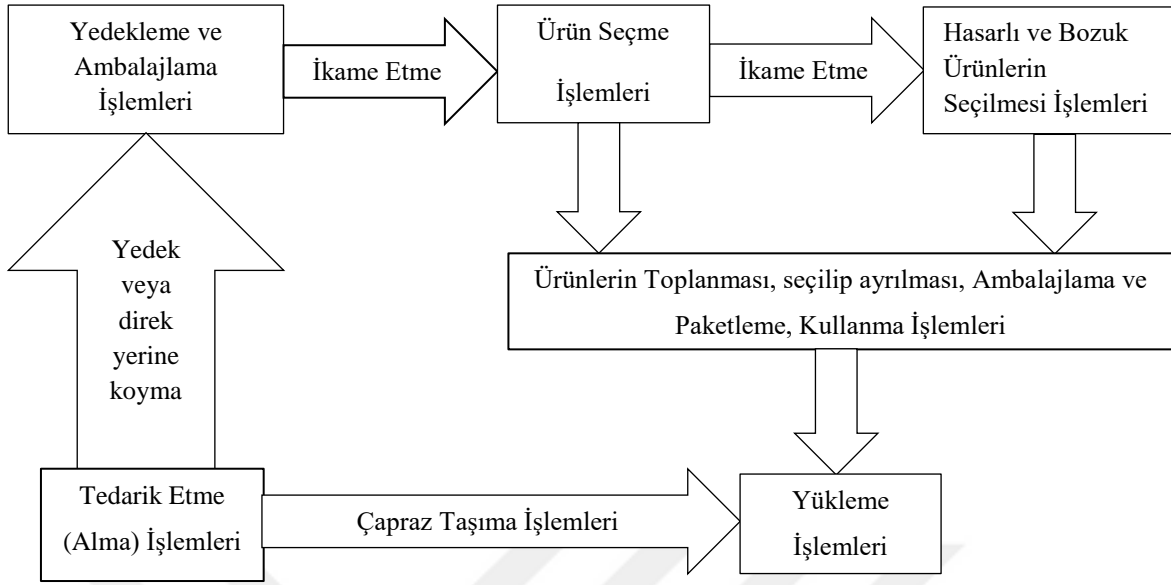 Yedekleme ve
Ambalajlama
İşlemleri
İkame Etme
Ürün Seçme
İşlemleri
İkame Etme
Hasarlı ve Bozuk
Ürünlerin
Seçilmesi İşlemleri
Yedek
veya
direk
yerine
koyma
Ürünlerin Toplanması, seçilip ayrılması, Ambalajlama ve
Paketleme, Kullanma İşlemleri
Tedarik Etme
(Alma) İşlemleri
Çapraz Taşıma İşlemleri
Yükleme
İşlemleri